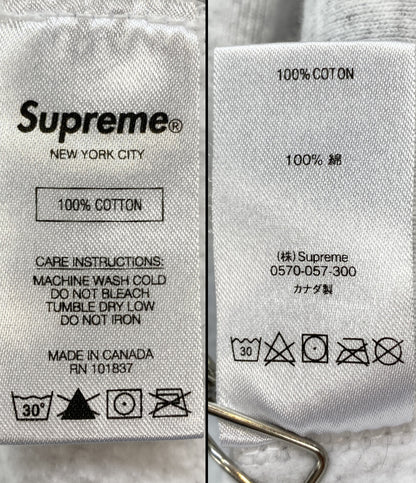 Supreme®
NEW YORK CITY
100% COTTON
CARE INSTRUCTIONS:
MACHINE WASH COLD
DO NOT BLEACH
TUMBLE DRY LOW
DO NOT IRON
MADE IN CANADA
RN 101837
30°
100% COTON
100% 綿
(株) Supreme
0570-057-300
カナダ製
30